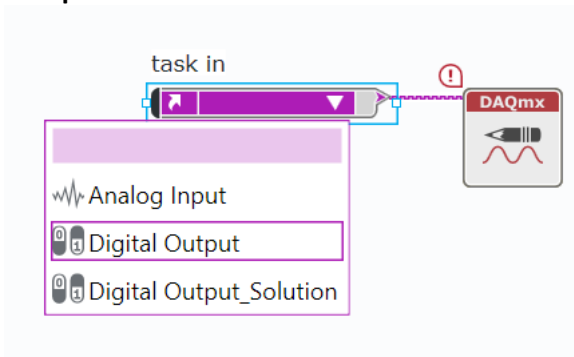 task in
DAQmx
Analog Input
Digital Output
Digital Output_Solution